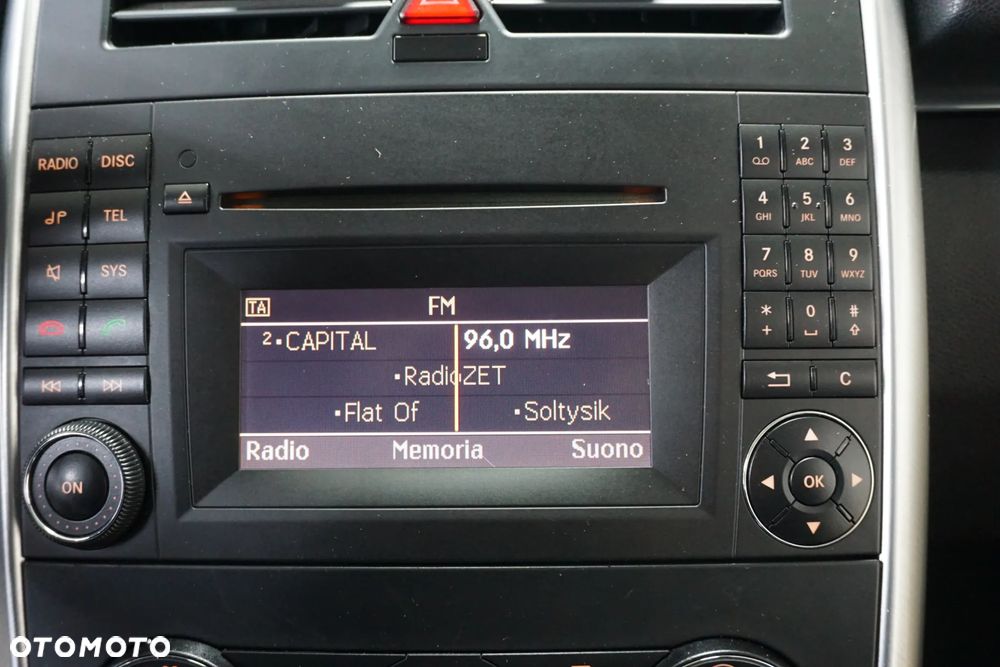 RADIO DISC
TEL
SYS
1
2 ABC
3 DEF
4 GHI
5 JKL
6 MNO
7 PQRS
8 TUV
9 WXYZ
* +
0
#
C
TA FM
2 CAPITAL 96,0 MHz
RadioZET
Flat Of Soltysik
Radio Memoria Suono
ON
OK
OTOMOTO